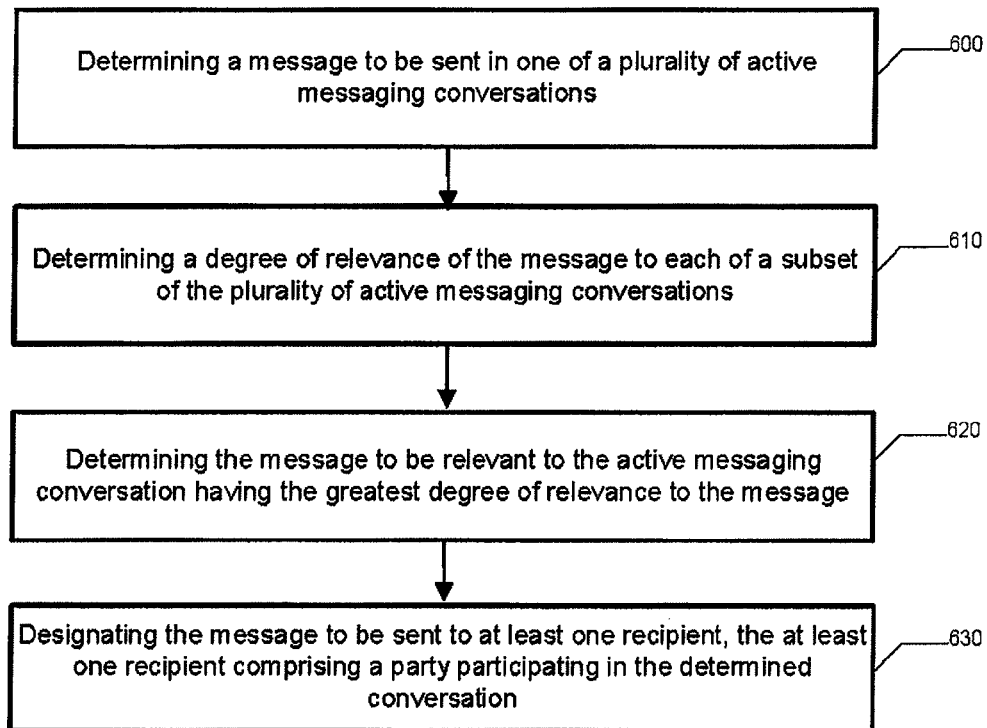 Determining a message to be sent in one of a plurality of active
messaging conversations
600
Determining a degree of relevance of the message to each of a subset
of the plurality of active messaging conversations
610
Determining the message to be relevant to the active messaging
conversation having the greatest degree of relevance to the message
620
Designating the message to be sent to at least one recipient, the at least
one recipient comprising a party participating in the determined
conversation
630